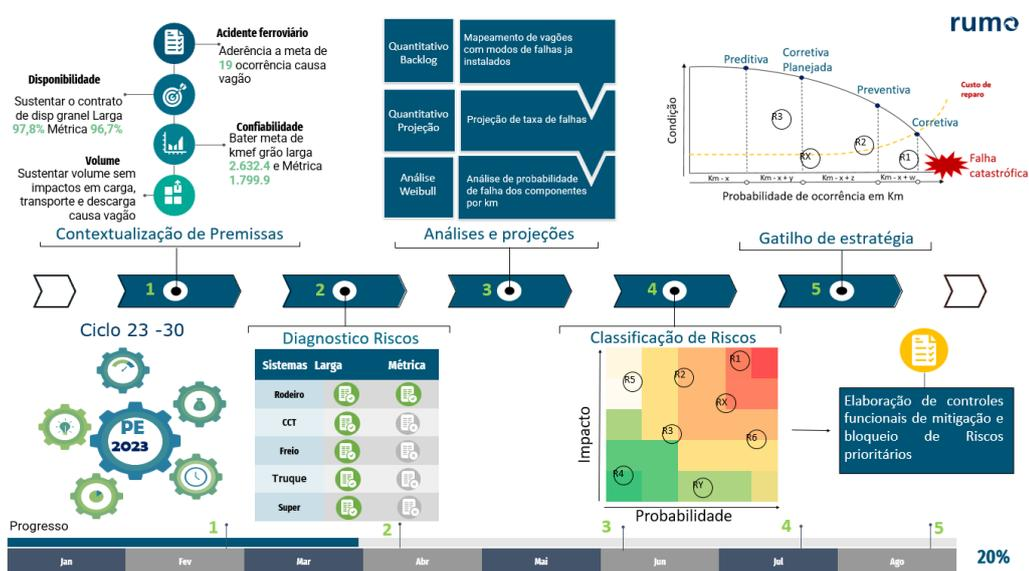 rumo
Acidente ferroviário
Aderência a meta de
19 ocorrência causa
vagão
Disponibilidade
Sustentar o contrato
de disp granel Larga
97,8% Métrica 96,7%
Confiabilidade
Bater meta de
kmef grão larga
2.632.4 e Métrica
1.799.9
Volume
Sustentar volume sem
impactos em carga,
transporte e descarga
causa vagão
Quantitativo
Backlog
Mapeamento de vagões
com modos de falhas ja
instalados
Quantitativo
Projeção
Projeção de taxa de falhas
Análise
Weibull
Análise de probabilidade
de falha dos componentes
por km
Condição
Preditiva
Corretiva
Planejada
Preventiva
Corretiva
Custo de
reparo
Falha
catastrófica
R3
RX
R2
R1
Km - x
Km - x + y
Km - x + z
Km - x + w
Probabilidade de ocorrência em Km
Contextualização de Premissas
Análises e projeções
Gatilho de estratégia
1
2
3
4
5
Ciclo 23 -30
PE
2023
Diagnostico Riscos
Sistemas Larga Métrica
Rodeiro
CCT
Freio
Truque
Super
Classificação de Riscos
Impacto
R1
R2
R5
RX
R3
R6
R4
RY
Probabilidade
Elaboração de controles
funcionais de mitigação e
bloqueio de Riscos
prioritários
Progresso
1
2
3
4
5
Jan Fev Mar Abr Mai Jun Jul Ago
20%